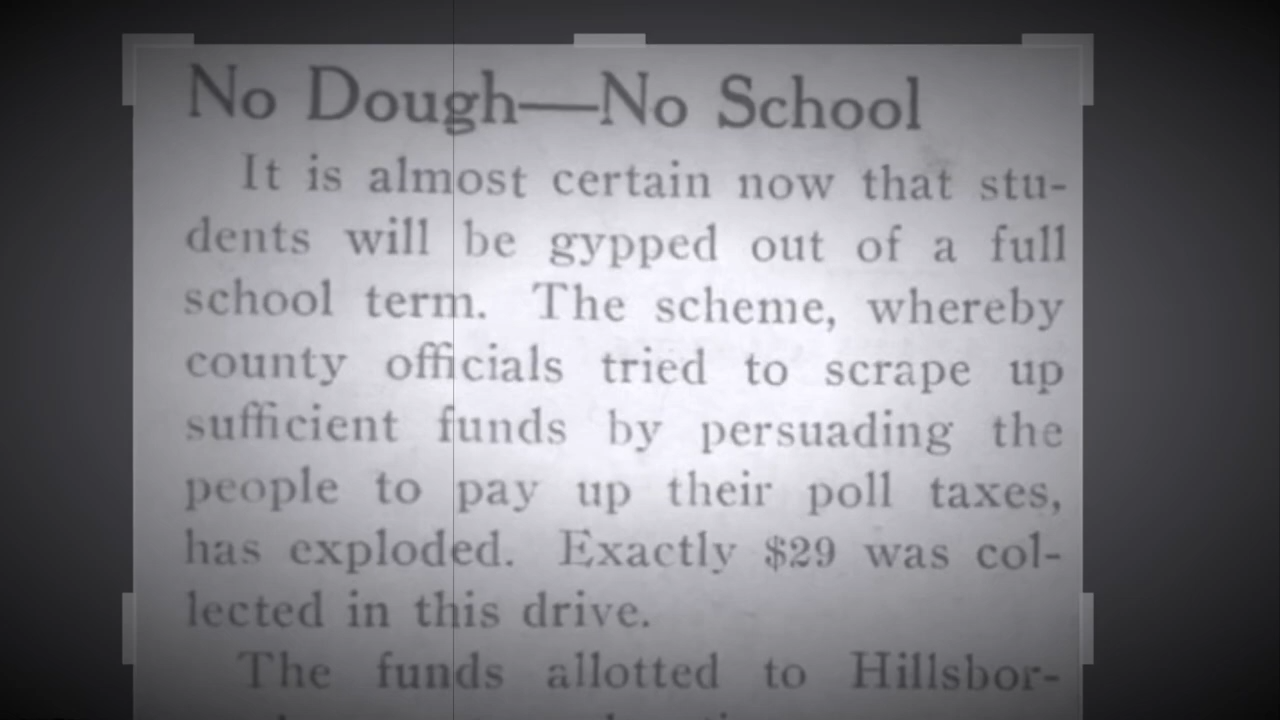 No Dough—No School
It is almost certain now that stu-
dents will be gypped out of a full
school term. The scheme, whereby
county officials tried to scrape up
sufficient funds by persuading the
people to pay up their poll taxes,
has exploded. Exactly $29 was col-
lected in this drive.
The funds allotted to Hillsbor-